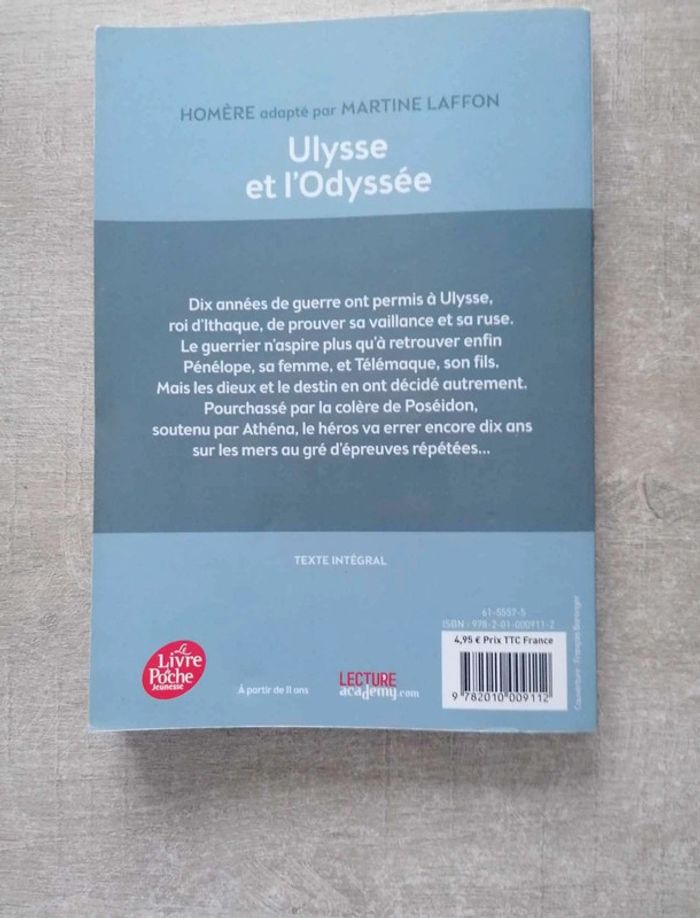 HOMÈRE adapté par MARTINE LAFFON
Ulysse
et l'Odyssée
Dix années de guerre ont permis à Ulysse,
roi d'Ithaque, de prouver sa vaillance et sa ruse.
Le guerrier n'aspire plus qu'à retrouver enfin
Pénélope, sa femme, et Télémaque, son fils.
Mais les dieux et le destin en ont décidé autrement.
Pourchassé par la colère de Poséidon,
soutenu par Athéna, le héros va errer encore dix ans
sur les mers au gré d'épreuves répétées...
TEXTE INTÉGRAL
61-5557-5
ISBN : 978-2-01-000911-2
4,95 € Prix TTC France
9 782010 009112
Le
Livre
de
Poche
Jeunesse
À partir de 11 ans
LECTURE
academy.com
Couverture : François Baranger